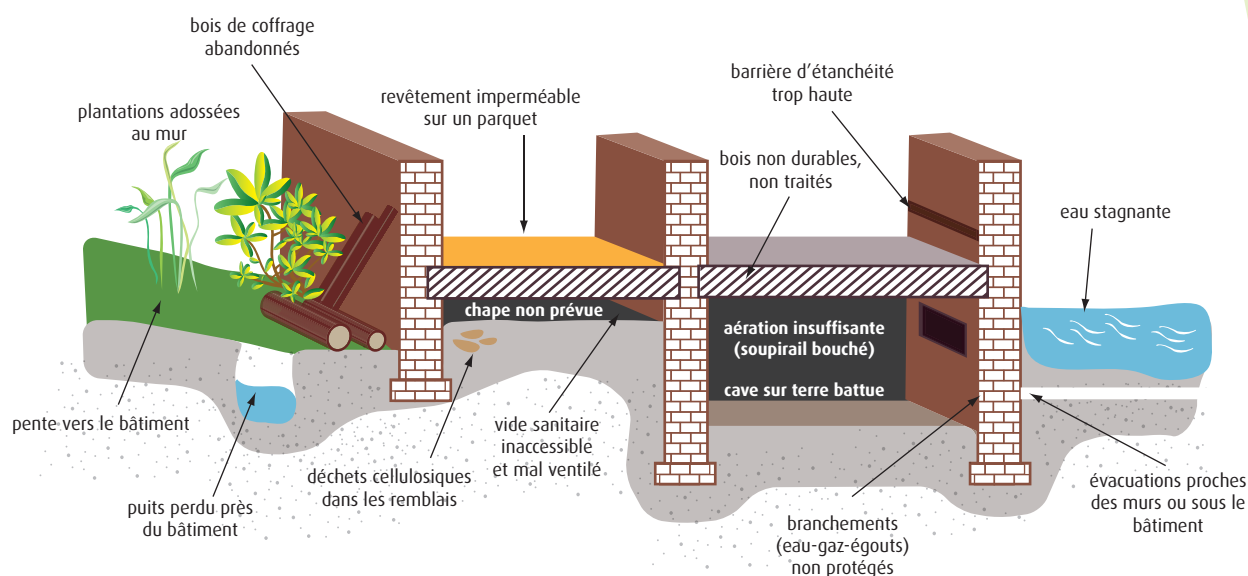 bois de coffrage
abandonnés
plantations adossées
au mur
revêtement imperméable
sur un parquet
barrière d'étanchéité
trop haute
bois non durables,
non traités
eau stagnante
chape non prévue
aération insuffisante
(soupirail bouché)
cave sur terre battue
pente vers le bâtiment
puits perdu près
du bâtiment
déchets cellulosiques
dans les remblais
vide sanitaire
inaccessible
et mal ventilé
branchements
(eau-gaz-égouts)
non protégés
évacuations proches
des murs ou sous le
bâtiment